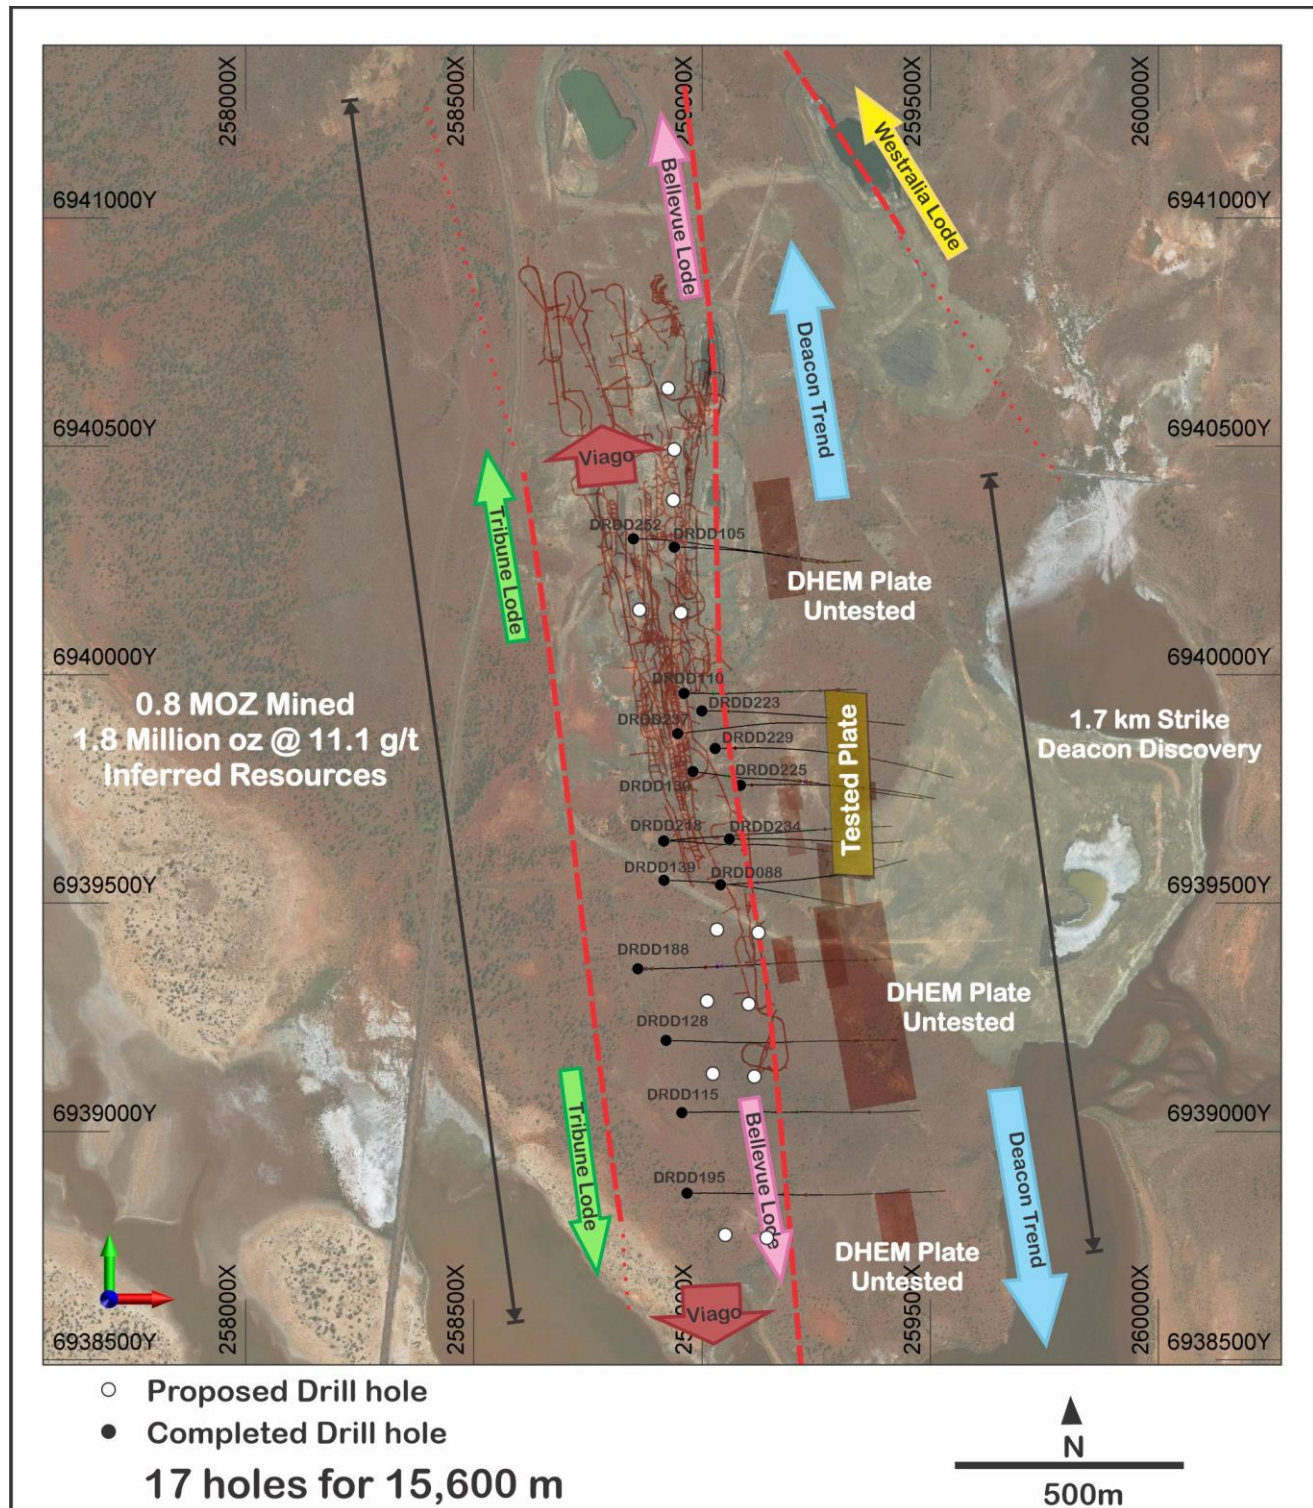 258000X
258500X
259000X
259500X
260000X
Westralia Lode
Bellevue Lode
6941000Y
6941000Y
Deacon Trend
6940500Y
6940500Y
Viago
Tribune Lode
DRDD252
DRDD105
DHEM Plate
Untested
6940000Y
6940000Y
DRDD110
DRDD223
DRDD237
DRDD229
0.8 MOZ Mined
1.8 Million oz @ 11.1 g/t
Inferred Resources
1.7 km Strike
Deacon Discovery
Tested Plate
DRDD225
DRDD130
DRDD218
DRDD234
DRDD139
DRDD088
6939500Y
6939500Y
DRDD188
DHEM Plate
Untested
DRDD128
DRDD115
6939000Y
6939000Y
Tribune Lode
Bellevue Lode
Deacon Trend
DRDD195
DHEM Plate
Untested
Viago
258000X
258500X
260000X
6938500Y
6938500Y
Proposed Drill hole
Completed Drill hole
17 holes for 15,600 m
N
500m